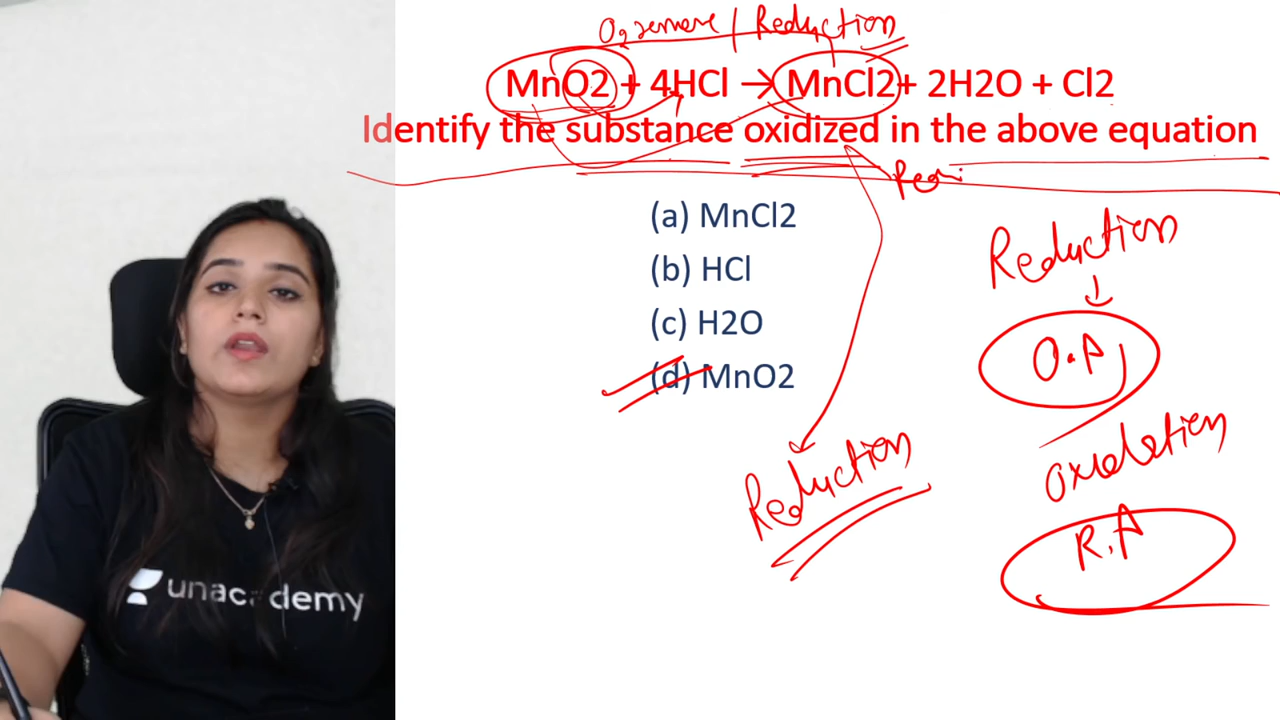 O2 remove / Reduction
MnO2 + 4HCl → MnCl2+ 2H2O + Cl2
Identify the substance oxidized in the above equation
(a) MnCl2
(b) HCl
(c) H2O
(d) MnO2
Reduction
O.A
oxidation
R.A
Reduction
unacademy